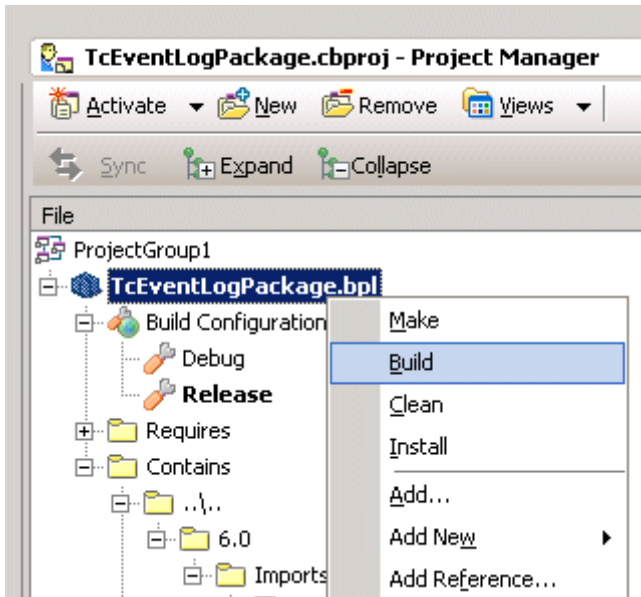 TcEventLogPackage.cbproj - Project Manager
Activate New Remove Views
Sync Expand Collapse
File
ProjectGroup1
TcEventLogPackage.bpl
Build Configuration
Debug
Release
Requires
Contains
..\..
6.0
Imports
Make
Build
Clean
Install
Add...
Add New
Add Reference...